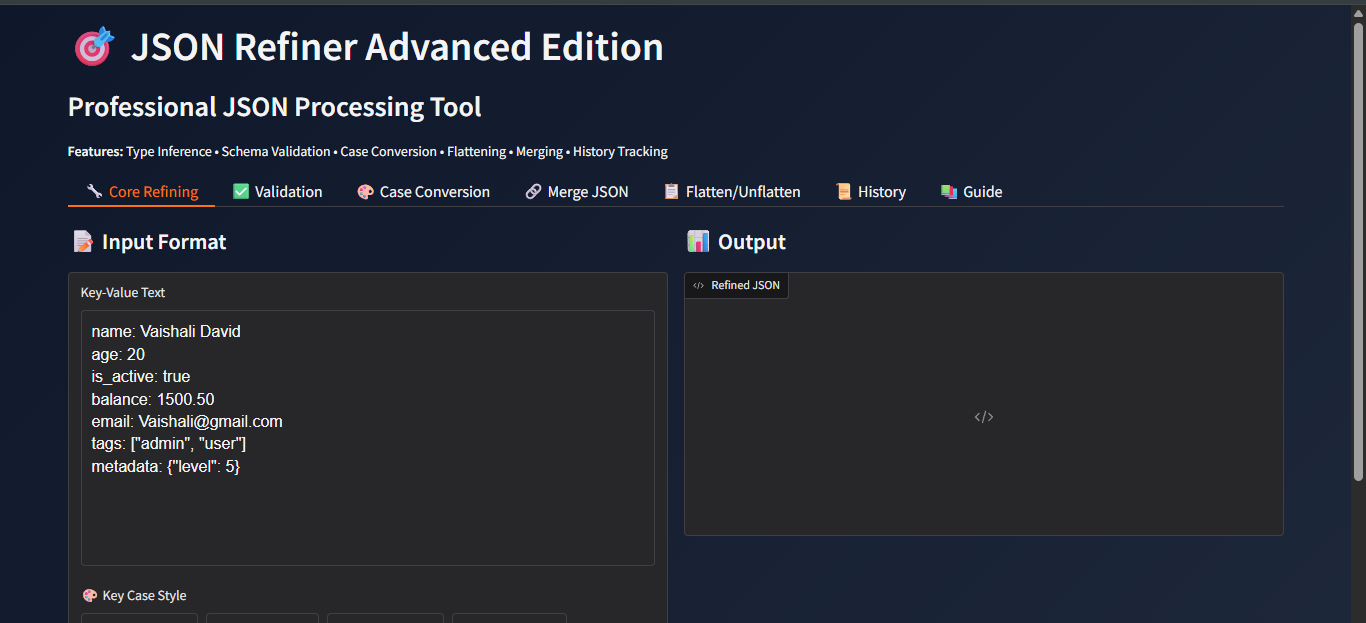 JSON Refiner Advanced Edition
Professional JSON Processing Tool
Features: Type Inference • Schema Validation • Case Conversion • Flattening • Merging • History Tracking
Core Refining
Validation
Case Conversion
Merge JSON
Flatten/Unflatten
History
Guide
Input Format
Key-Value Text
name: Vaishali David
age: 20
is_active: true
balance: 1500.50
email: Vaishali@gmail.com
tags: ["admin", "user"]
metadata: {"level": 5}
Key Case Style
Output
</> Refined JSON
</>